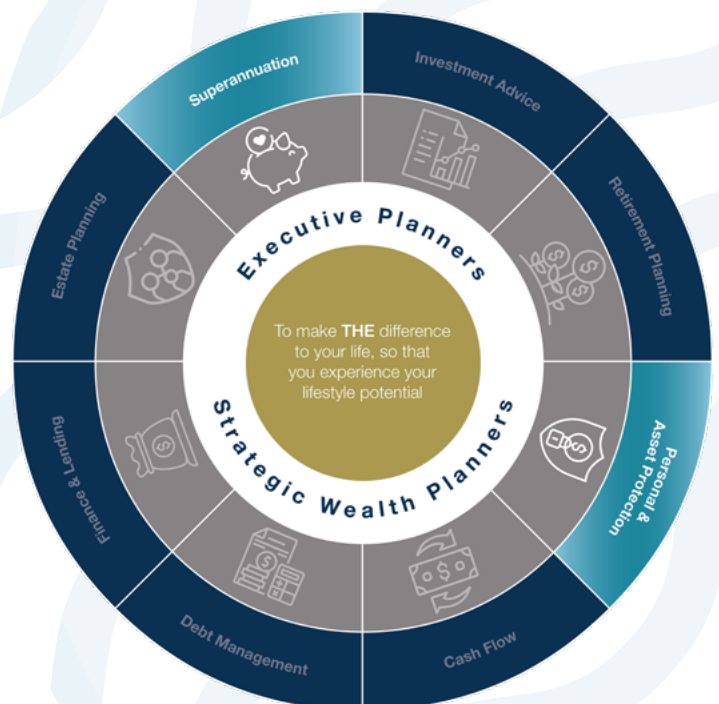 Superannuation
Investment Advice
Retirement Planning
Personal &
Asset Protection
Cash Flow
Debt Management
Finance & Lending
Estate Planning
Executive Planners
To make THE difference
to your life, so that
you experience your
lifestyle potential
Strategic Wealth Planners